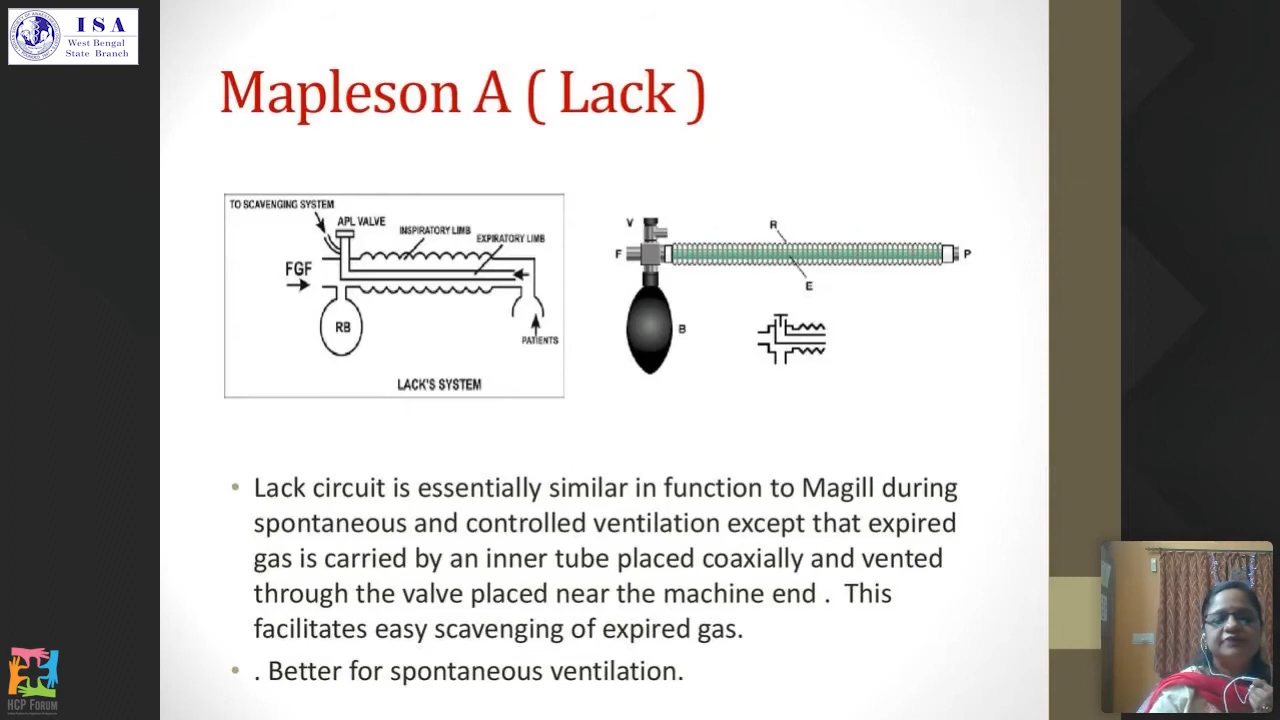 ISA
West Bengal
State Branch
Mapleson A ( Lack )
TO SCAVENGING SYSTEM
APL VALVE
INSPIRATORY LIMB
EXPIRATORY LIMB
FGF
RB
PATIENTS
LACK'S SYSTEM
V
R
F
P
E
B
• Lack circuit is essentially similar in function to Magill during
spontaneous and controlled ventilation except that expired
gas is carried by an inner tube placed coaxially and vented
through the valve placed near the machine end . This
facilitates easy scavenging of expired gas.
• . Better for spontaneous ventilation.
HCP FORUM